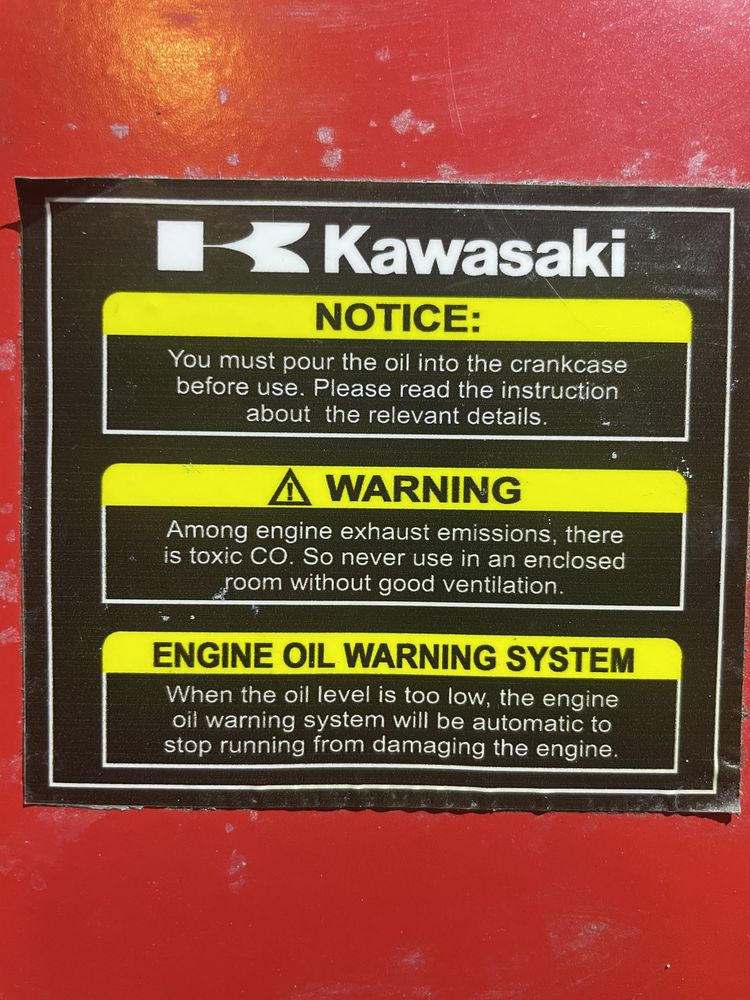 Kawasaki
NOTICE:
You must pour the oil into the crankcase
before use. Please read the instruction
about the relevant details.
WARNING
Among engine exhaust emissions, there
is toxic CO. So never use in an enclosed
room without good ventilation.
ENGINE OIL WARNING SYSTEM
When the oil level is too low, the engine
oil warning system will be automatic to
stop running from damaging the engine.